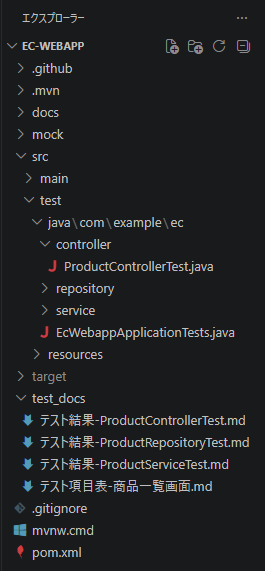 エクスプローラー
EC-WEBAPP
.github
.mvn
docs
mock
src
main
test
java\com\example\ec
controller
ProductControllerTest.java
repository
service
EcWebappApplicationTests.java
resources
target
test_docs
テスト結果-ProductControllerTest.md
テスト結果-ProductRepositoryTest.md
テスト結果-ProductServiceTest.md
テスト項目表-商品一覧画面.md
.gitignore
mvnw.cmd
pom.xml